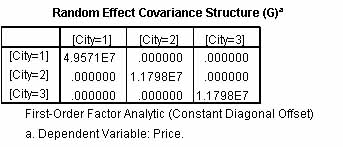 Random Effect Covariance Structure (G)a
[City=1] [City=2] [City=3]
[City=1] 4.9571E7 .000000 .000000
[City=2] .000000 1.1798E7 .000000
[City=3] .000000 .000000 1.1798E7
First-Order Factor Analytic (Constant Diagonal Offset)
a. Dependent Variable: Price.